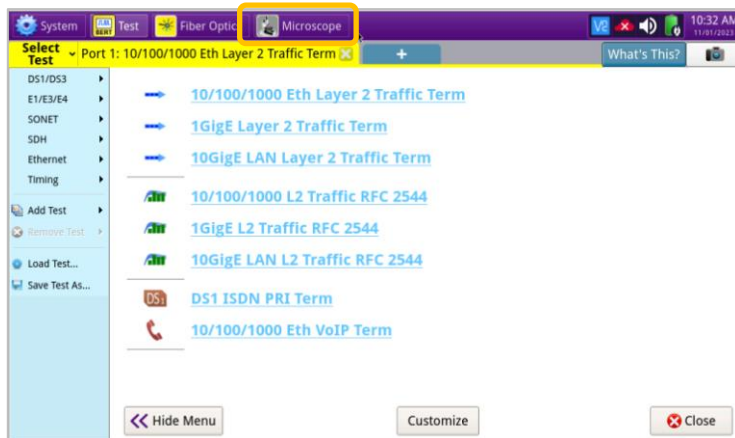 System Test Fiber Optic Microscope V2 10:32 AM
11/01/2023
Select Test Port 1: 10/100/1000 Eth Layer 2 Traffic Term + What's This?
DS1/DS3
E1/E3/E4
SONET
SDH
Ethernet
Timing
Add Test
Remove Test
Load Test...
Save Test As...
10/100/1000 Eth Layer 2 Traffic Term
1GigE Layer 2 Traffic Term
10GigE LAN Layer 2 Traffic Term
10/100/1000 L2 Traffic RFC 2544
1GigE L2 Traffic RFC 2544
10GigE LAN L2 Traffic RFC 2544
DS1 DS1 ISDN PRI Term
10/100/1000 Eth VoIP Term
Hide Menu Customize Close